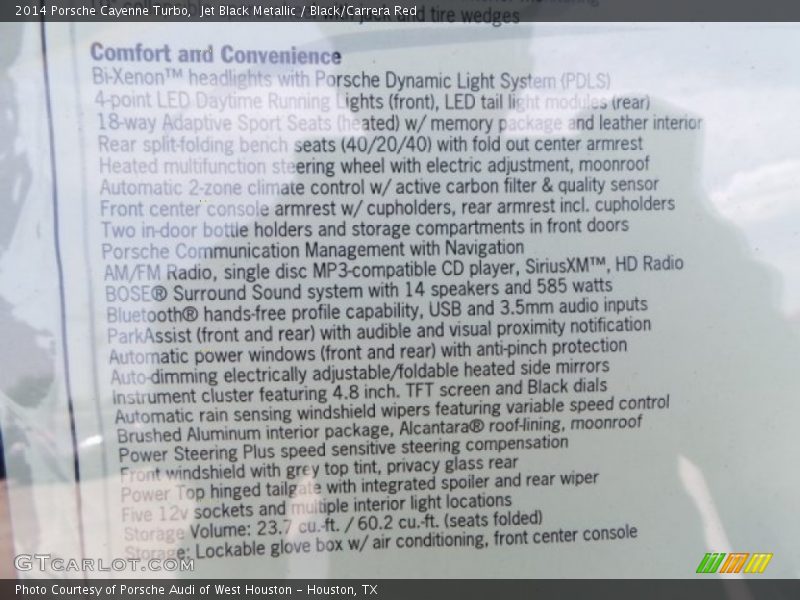 2014 Porsche Cayenne Turbo,  Jet Black Metallic / Black/Carrera Red
with jack and tire wedges
Comfort and Convenience
Bi-Xenon™ headlights with Porsche Dynamic Light System (PDLS)
4-point LED Daytime Running Lights (front), LED tail light modules (rear)
18-way Adaptive Sport Seats (heated) w/ memory package and leather interior
Rear split-folding bench seats (40/20/40) with fold out center armrest
Heated multifunction steering wheel with electric adjustment, moonroof
Automatic 2-zone climate control w/ active carbon filter & quality sensor
Front center console armrest w/ cupholders, rear armrest incl. cupholders
Two in-door bottle holders and storage compartments in front doors
Porsche Communication Management with Navigation
AM/FM Radio, single disc MP3-compatible CD player, SiriusXM™, HD Radio
BOSE® Surround Sound system with 14 speakers and 585 watts
Bluetooth® hands-free profile capability, USB and 3.5mm audio inputs
ParkAssist (front and rear) with audible and visual proximity notification
Automatic power windows (front and rear) with anti-pinch protection
Auto-dimming electrically adjustable/foldable heated side mirrors
Instrument cluster featuring 4.8 inch. TFT screen and Black dials
Automatic rain sensing windshield wipers featuring variable speed control
Brushed Aluminum interior package, Alcantara® roof-lining, moonroof
Power Steering Plus speed sensitive steering compensation
Front windshield with grey top tint, privacy glass rear
Power Top hinged tailgate with integrated spoiler and rear wiper
Five 12v sockets and multiple interior light locations
Storage Volume: 23.7 cu.-ft. / 60.2 cu.-ft. (seats folded)
Storage: Lockable glove box w/ air conditioning, front center console
GTCARLOT.COM
Photo Courtesy of Porsche Audi of West Houston - Houston, TX